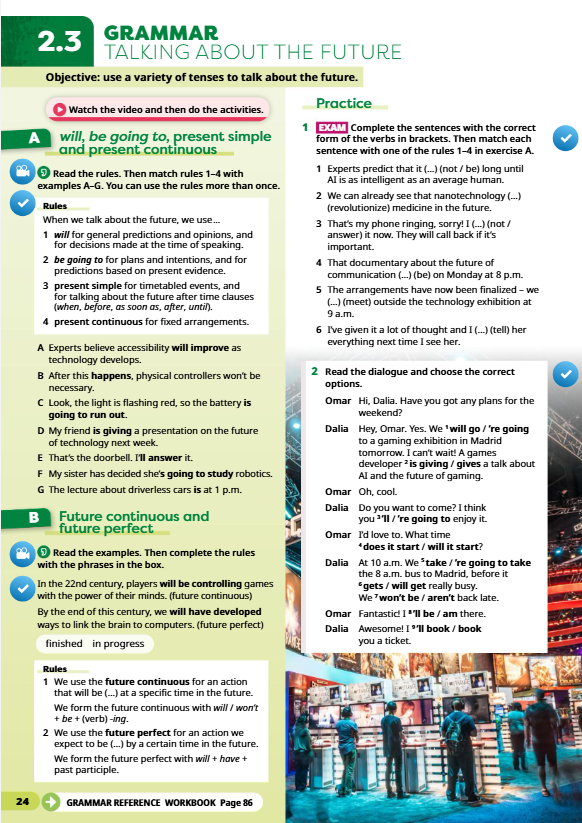 2.3
GRAMMAR
TALKING ABOUT THE FUTURE
Objective: use a variety of tenses to talk about the future.
Watch the video and then do the activities.
A
will, be going to, present simple
and present continuous
Read the rules. Then match rules 1–4 with
examples A–G. You can use the rules more than once.
Rules
When we talk about the future, we use…
1 will for general predictions and opinions, and
for decisions made at the time of speaking.
2 be going to for plans and intentions, and for
predictions based on present evidence.
3 present simple for timetabled events, and
for talking about the future after time clauses
(when, before, as soon as, after, until).
4 present continuous for fixed arrangements.
A Experts believe accessibility will improve as
technology develops.
B After this happens, physical controllers won't be
necessary.
C Look, the light is flashing red, so the battery is
going to run out.
D My friend is giving a presentation on the future
of technology next week.
E That's the doorbell. I'll answer it.
F My sister has decided she's going to study robotics.
G The lecture about driverless cars is at 1 p.m.
B
Future continuous and
future perfect
Read the examples. Then complete the rules
with the phrases in the box.
In the 22nd century, players will be controlling games
with the power of their minds. (future continuous)
By the end of this century, we will have developed
ways to link the brain to computers. (future perfect)
finished in progress
Rules
1 We use the future continuous for an action
that will be (...) at a specific time in the future.
We form the future continuous with will / won't
+ be + (verb) -ing.
2 We use the future perfect for an action we
expect to be (...) by a certain time in the future.
We form the future perfect with will + have +
past participle.
24
GRAMMAR REFERENCE WORKBOOK Page 86
Practice
1 EXAM Complete the sentences with the correct
form of the verbs in brackets. Then match each
sentence with one of the rules 1–4 in exercise A.
1 Experts predict that it (...) (not / be) long until
AI is as intelligent as an average human.
2 We can already see that nanotechnology (...)
(revolutionize) medicine in the future.
3 That's my phone ringing, sorry! I (...) (not /
answer) it now. They will call back if it's
important.
4 That documentary about the future of
communication (...) (be) on Monday at 8 p.m.
5 The arrangements have now been finalized – we
(...) (meet) outside the technology exhibition at
9 a.m.
6 I've given it a lot of thought and I (...) (tell) her
everything next time I see her.
2 Read the dialogue and choose the correct
options.
Omar Hi, Dalia. Have you got any plans for the
weekend?
Dalia Hey, Omar. Yes. We ¹will go / 're going
to a gaming exhibition in Madrid
tomorrow. I can't wait! A games
developer ²is giving / gives a talk about
AI and the future of gaming.
Omar Oh, cool.
Dalia Do you want to come? I think
you ³'ll / 're going to enjoy it.
Omar I'd love to. What time
⁴does it start / will it start?
Dalia At 10 a.m. We ⁵take / 're going to take
the 8 a.m. bus to Madrid, before it
⁶gets / will get really busy.
We ⁷won't be / aren't back late.
Omar Fantastic! I ⁸'ll be / am there.
Dalia Awesome! I ⁹'ll book / book
you a ticket.